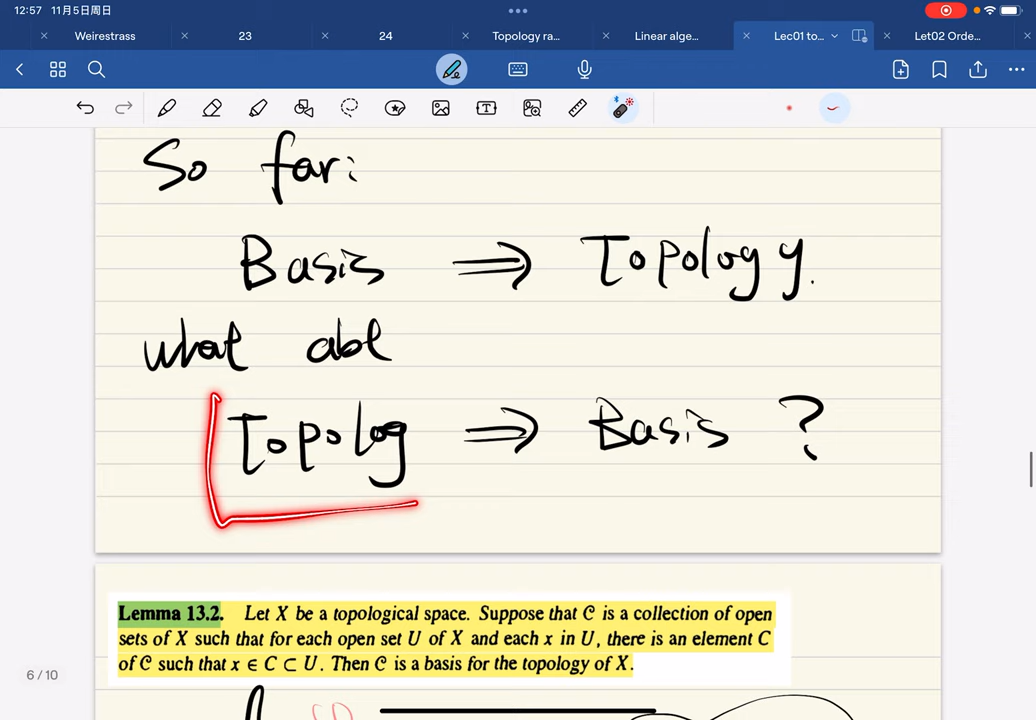 12:57 11月5日周日
Weirestrass 23 24 Topology ra... Linear alge... Lec01 to... Let02 Orde...
So far:
Basis ⟹ Topology.
what abt
Topolog ⟹ Basis ?
Lemma 13.2. Let X be a topological space. Suppose that C is a collection of open
sets of X such that for each open set U of X and each x in U, there is an element C
of C such that x ∈ C ⊂ U. Then C is a basis for the topology of X.
6 / 10